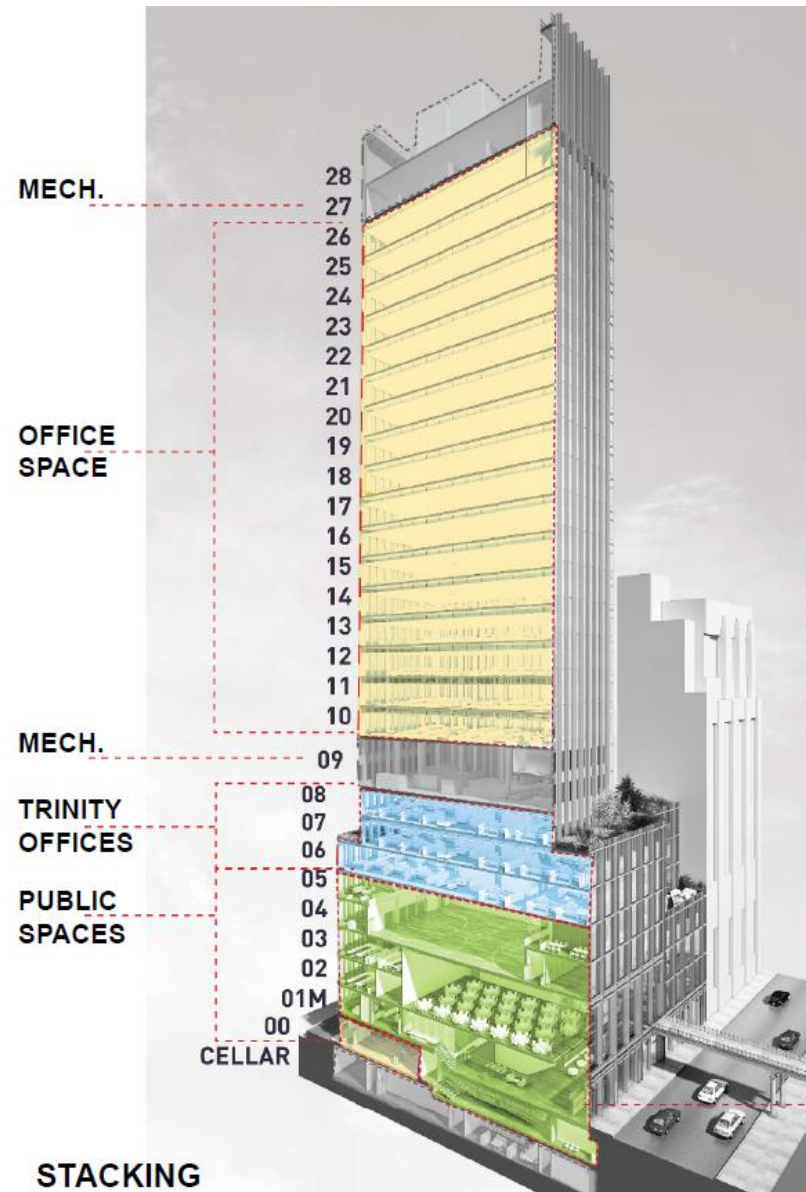 28
MECH.
27
26
25
24
23
22
21
20
OFFICE
SPACE
19
18
17
16
15
14
13
12
11
10
MECH.
09
08
TRINITY
OFFICES
07
06
05
PUBLIC
SPACES
04
03
02
01M
00
CELLAR
STACKING